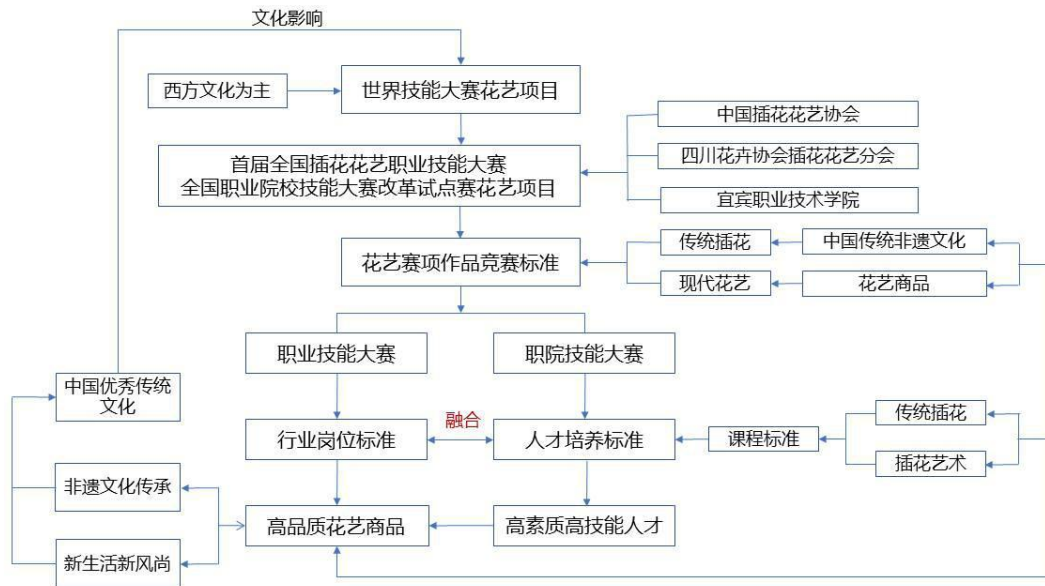 文化影响
西方文化为主
世界技能大赛花艺项目
中国插花花艺协会
首届全国插花花艺职业技能大赛
全国职业院校技能大赛改革试点赛花艺项目
四川花卉协会插花花艺分会
宜宾职业技术学院
花艺赛项作品竞赛标准
传统插花
中国传统非遗文化
现代花艺
花艺商品
职业技能大赛
职院技能大赛
中国优秀传统
文化
行业岗位标准
融合
人才培养标准
课程标准
传统插花
插花艺术
非遗文化传承
新生活新风尚
高品质花艺商品
高素质高技能人才